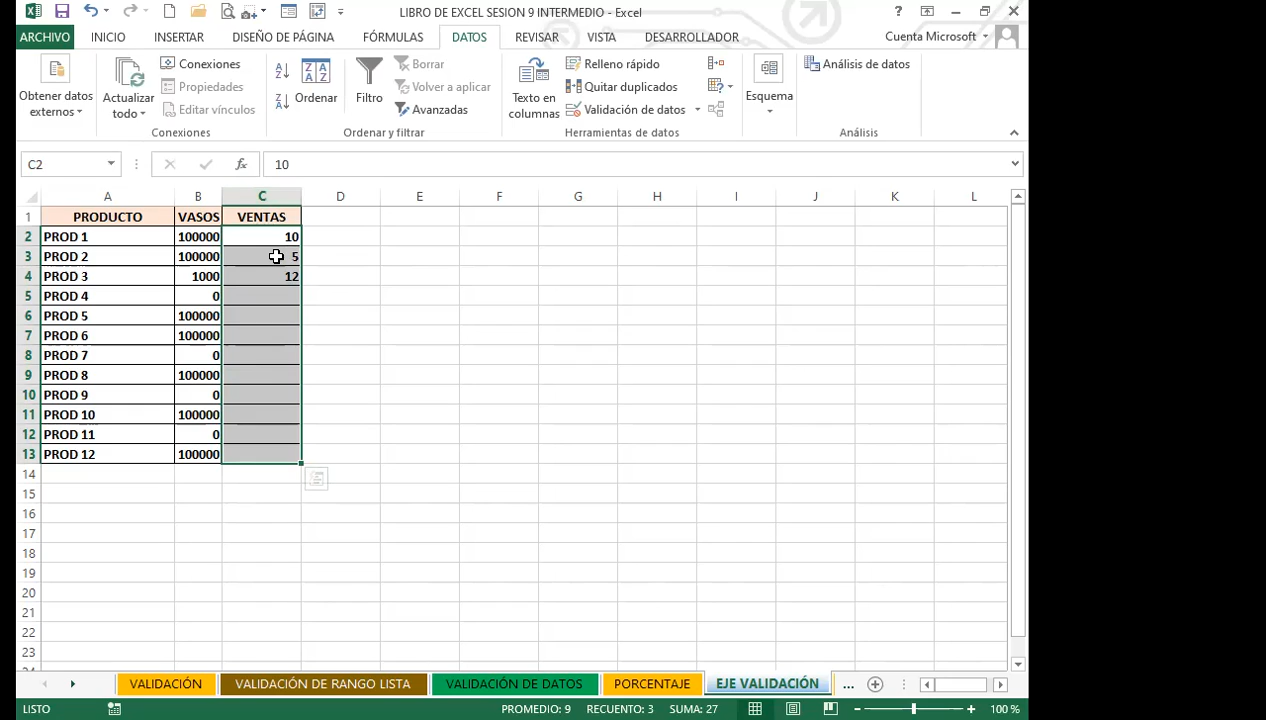 LIBRO DE EXCEL SESION 9 INTERMEDIO - Excel
ARCHIVO INICIO INSERTAR DISEÑO DE PÁGINA FÓRMULAS DATOS REVISAR VISTA DESARROLLADOR Cuenta Microsoft
Obtener datos externos
Actualizar todo
Conexiones
Propiedades
Editar vínculos
Conexiones
Ordenar
Filtro
Borrar
Volver a aplicar
Avanzadas
Ordenar y filtrar
Texto en columnas
Relleno rápido
Quitar duplicados
Validación de datos
Herramientas de datos
Esquema
Análisis de datos
Análisis
C2 fx 10
A B C D E F G H I J K L
1 PRODUCTO VASOS VENTAS
2 PROD 1 100000 10
3 PROD 2 100000 5
4 PROD 3 1000 12
5 PROD 4 0
6 PROD 5 100000
7 PROD 6 100000
8 PROD 7 0
9 PROD 8 100000
10 PROD 9 0
11 PROD 10 100000
12 PROD 11 0
13 PROD 12 100000
14
15
16
17
18
19
20
21
22
23
VALIDACIÓN VALIDACIÓN DE RANGO LISTA VALIDACIÓN DE DATOS PORCENTAJE EJE VALIDACIÓN ...
LISTO PROMEDIO: 9 RECUENTO: 3 SUMA: 27 100 %